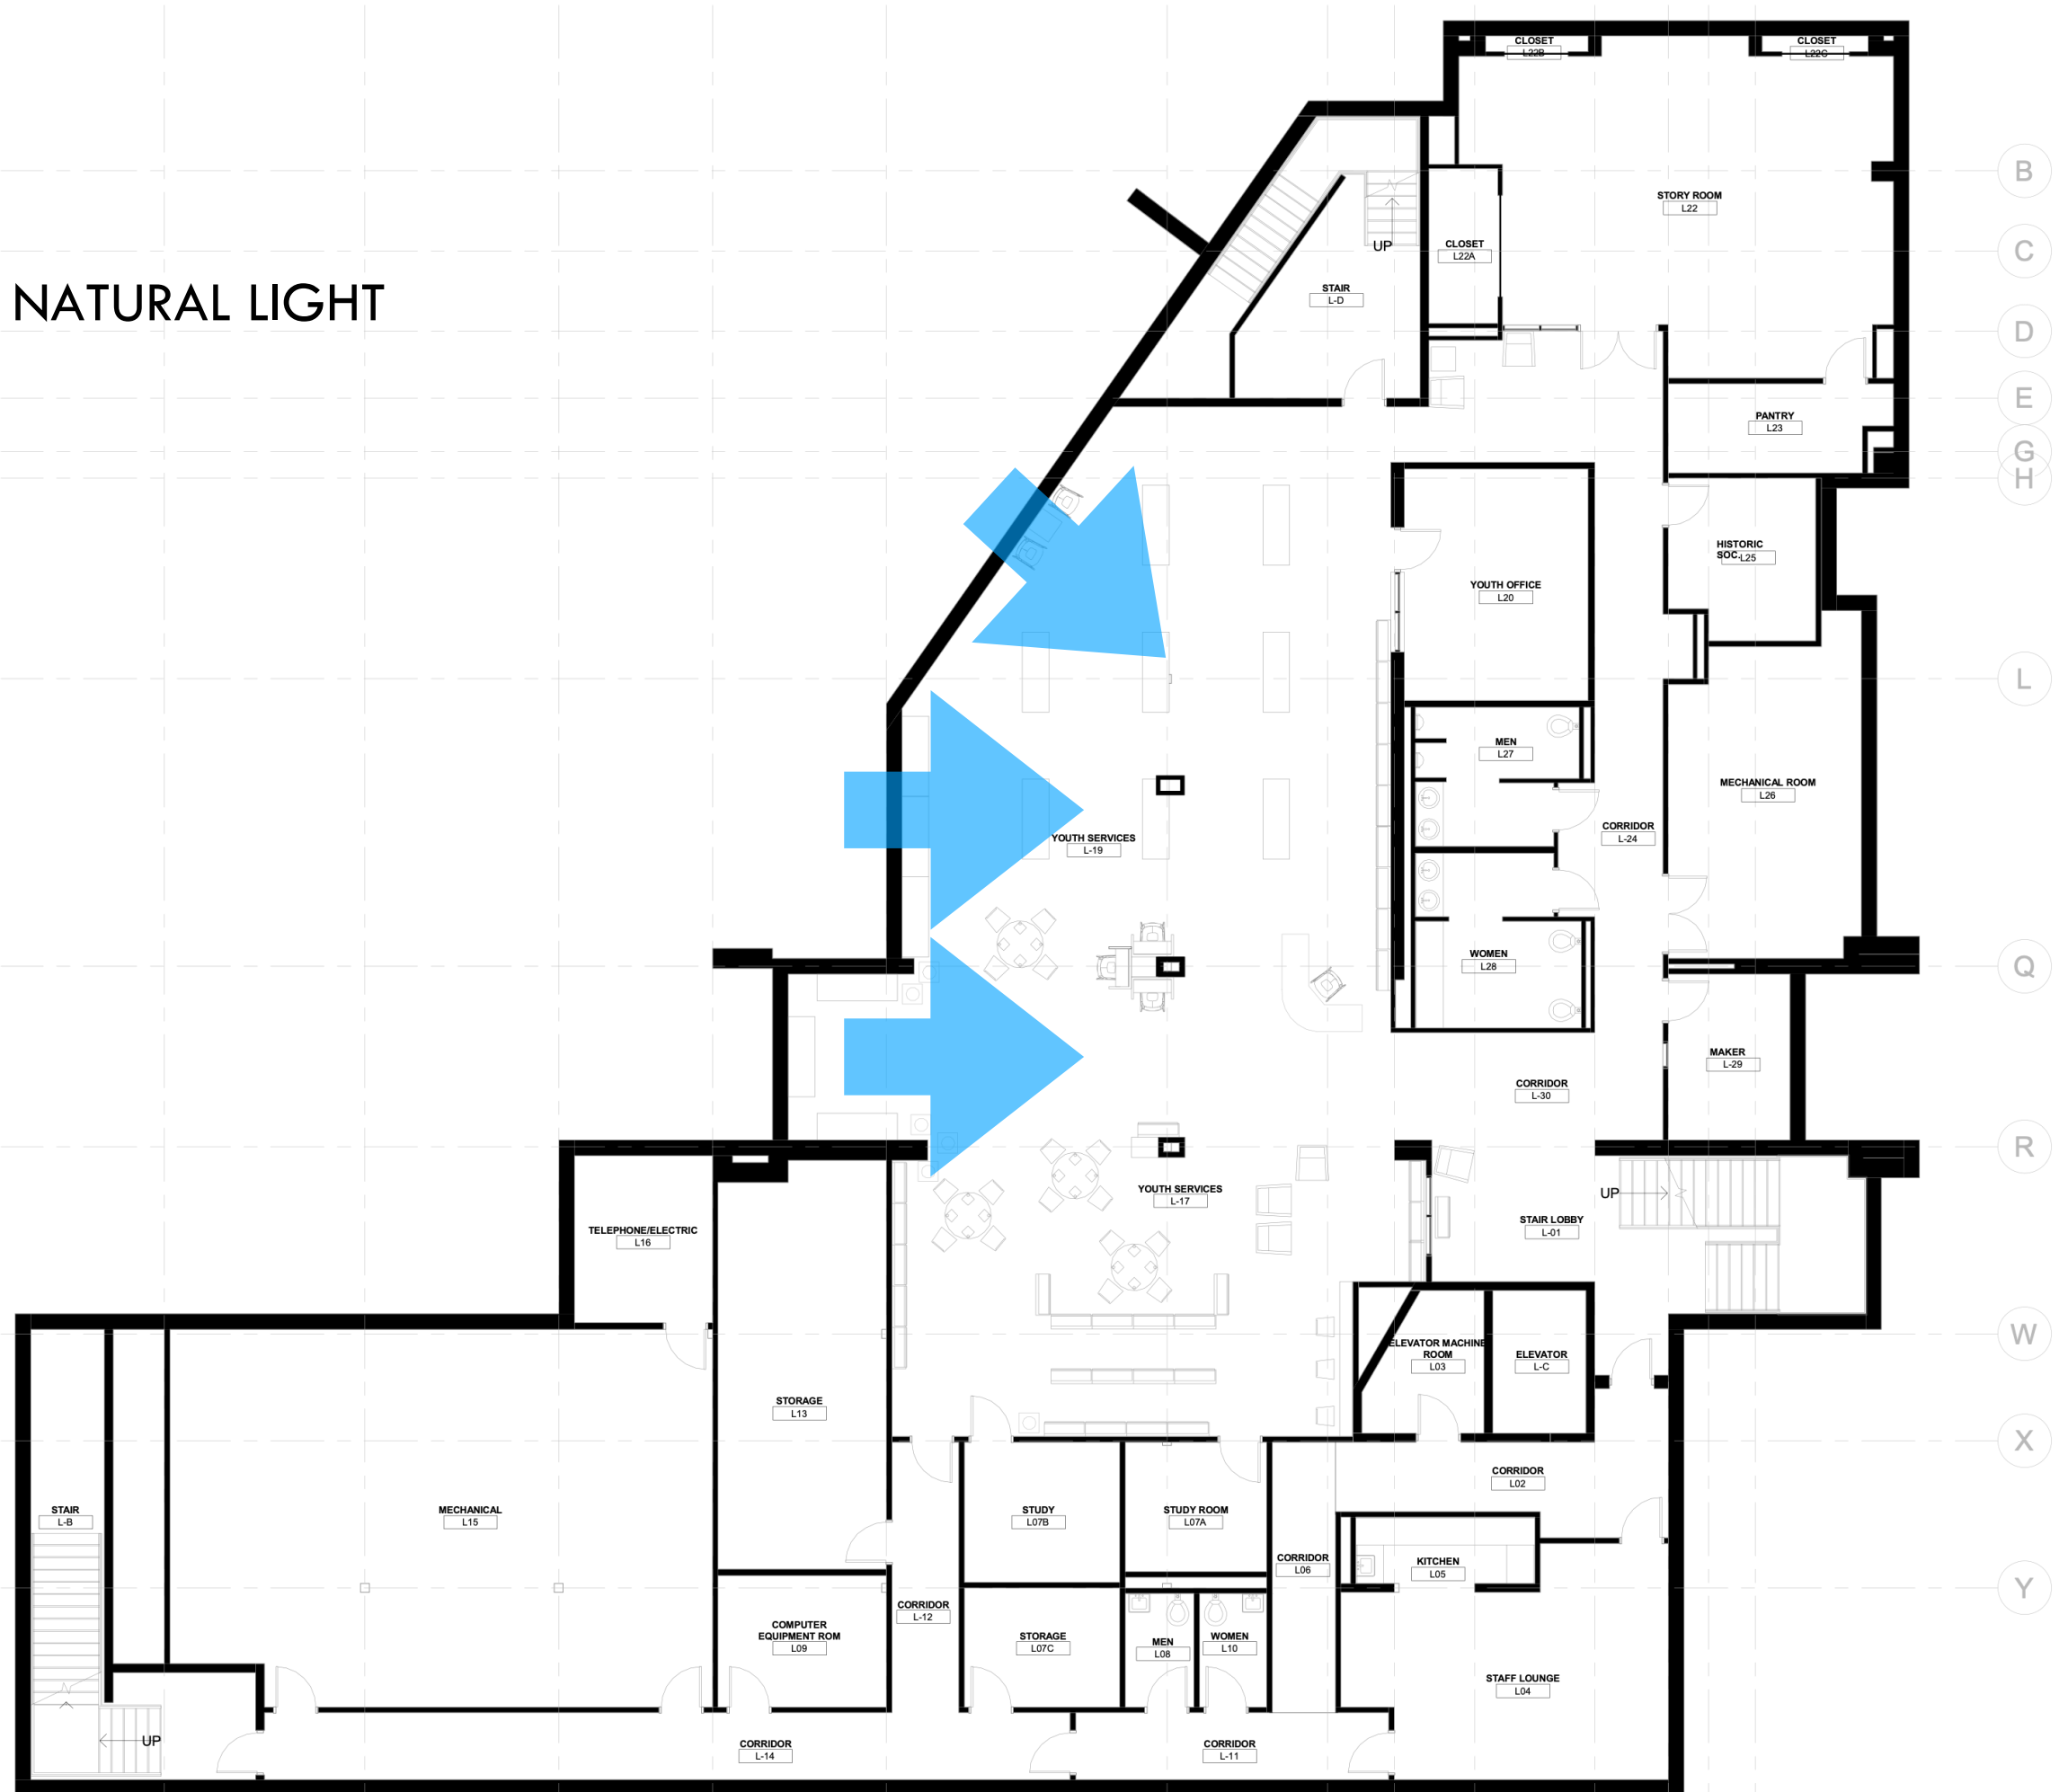 NATURAL LIGHT
CLOSET
L22B
CLOSET
L22C
B
STORY ROOM
L22
C
UP
CLOSET
L22A
STAIR
L-D
D
E
PANTRY
L23
G
H
HISTORIC
SOC.
L25
YOUTH OFFICE
L20
L
MEN
L27
MECHANICAL ROOM
L26
YOUTH SERVICES
L-19
CORRIDOR
L-24
WOMEN
L28
Q
MAKER
L-29
CORRIDOR
L-30
R
YOUTH SERVICES
L-17
UP
STAIR LOBBY
L-01
TELEPHONE/ELECTRIC
L16
W
ELEVATOR MACHINE
ROOM
L03
ELEVATOR
L-C
STORAGE
L13
X
CORRIDOR
L02
STAIR
L-B
MECHANICAL
L15
STUDY
L07B
STUDY ROOM
L07A
CORRIDOR
L06
KITCHEN
L05
Y
CORRIDOR
L-12
COMPUTER
EQUIPMENT ROM
L09
STORAGE
L07C
MEN
L08
WOMEN
L10
STAFF LOUNGE
L04
UP
CORRIDOR
L-14
CORRIDOR
L-11